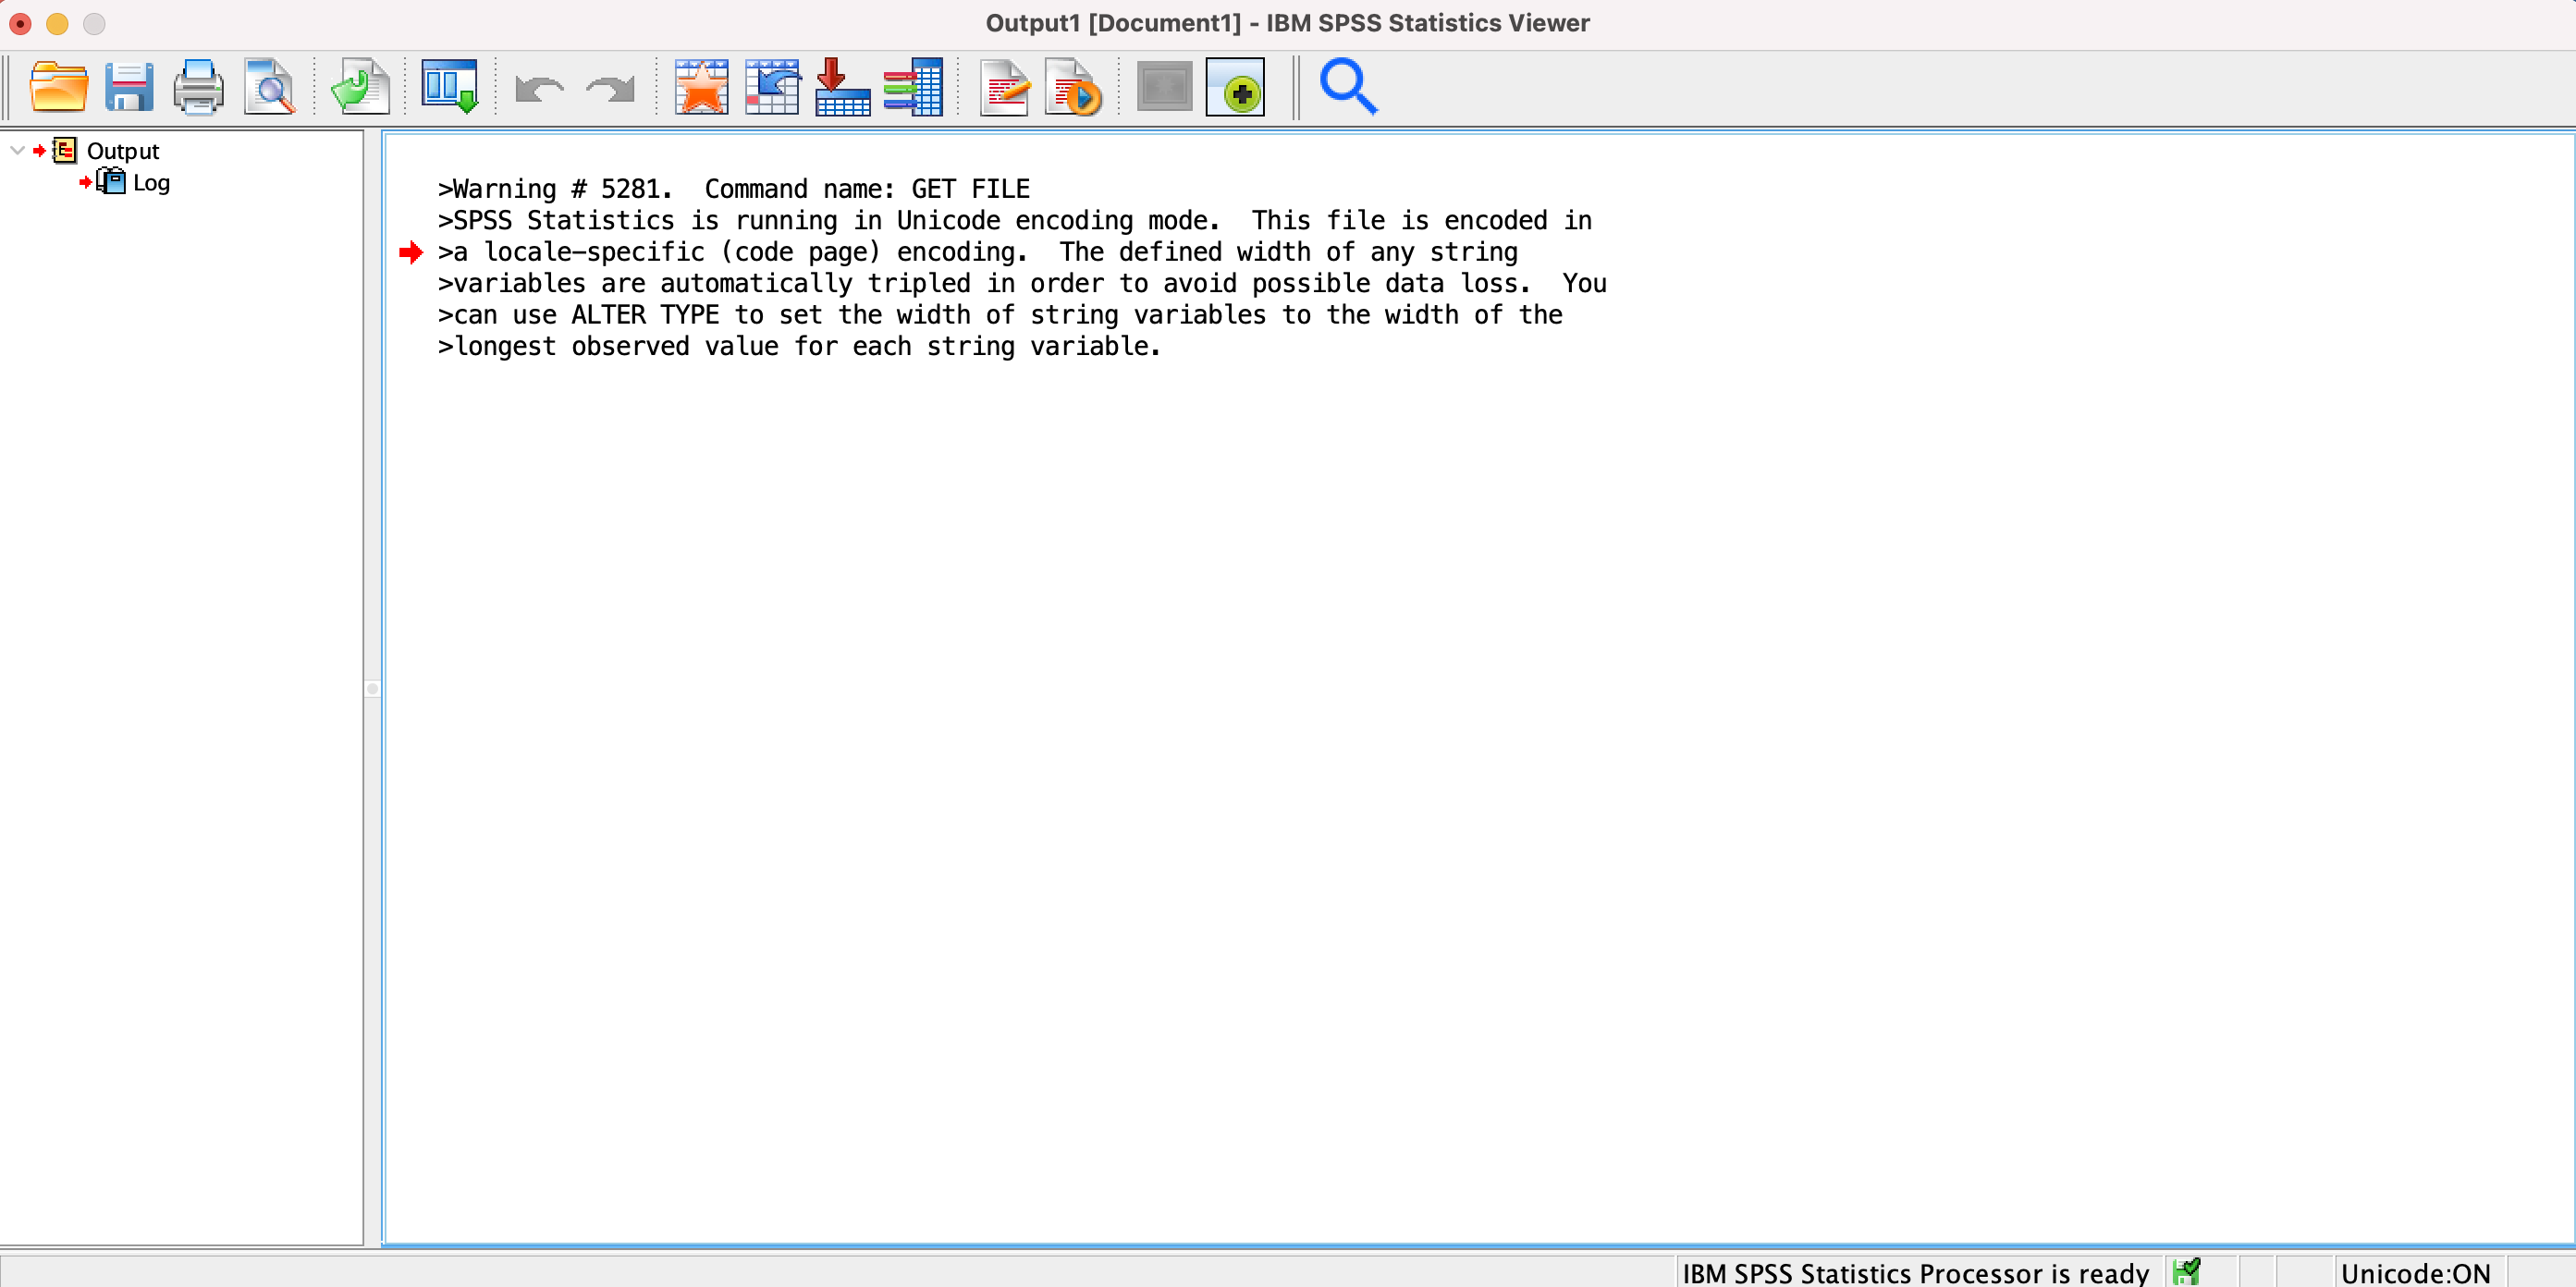 Output1 [Document1] - IBM SPSS Statistics Viewer
Output
Log
>Warning # 5281.  Command name: GET FILE
>SPSS Statistics is running in Unicode encoding mode.  This file is encoded in
>a locale-specific (code page) encoding.  The defined width of any string
>variables are automatically tripled in order to avoid possible data loss.  You
>can use ALTER TYPE to set the width of string variables to the width of the
>longest observed value for each string variable.
IBM SPSS Statistics Processor is ready
Unicode:ON